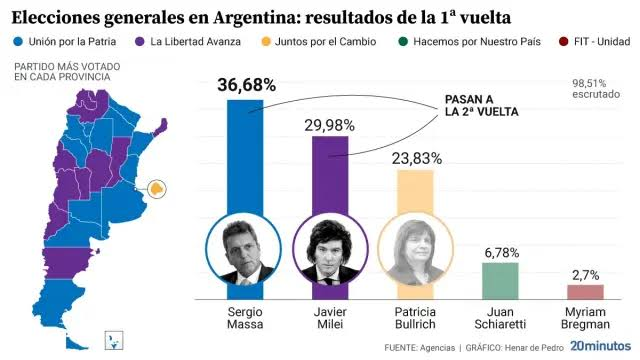 Elecciones generales en Argentina: resultados de la 1ª vuelta
Unión por la Patria
La Libertad Avanza
Juntos por el Cambio
Hacemos por Nuestro País
FIT - Unidad
PARTIDO MÁS VOTADO
EN CADA PROVINCIA
36,68%
29,98%
23,83%
6,78%
2,7%
PASAN A
LA 2ª VUELTA
98,51%
escrutado
Sergio
Massa
Javier
Milei
Patricia
Bullrich
Juan
Schiaretti
Myriam
Bregman
FUENTE: Agencias | GRÁFICO: Henar de Pedro 20minutos